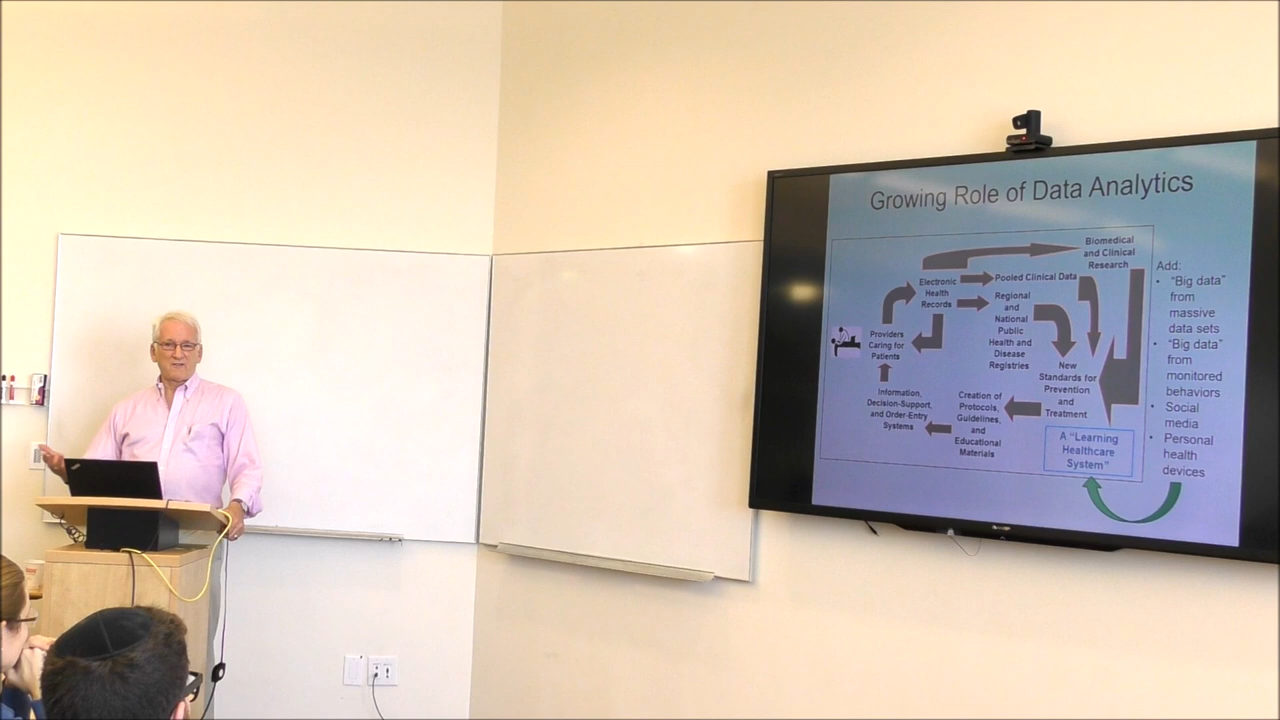 Growing Role of Data Analytics
Biomedical
and Clinical
Research
Pooled Clinical Data
Electronic
Health
Records
Regional
and
National
Public
Health and
Disease
Registries
Providers
Caring for
Patients
New
Standards for
Prevention
and
Treatment
Information,
Decision-Support,
and Order-Entry
Systems
Creation of
Protocols,
Guidelines,
and
Educational
Materials
A "Learning
Healthcare
System"
Add:
• "Big data"
from
massive
data sets
• "Big data"
from
monitored
behaviors
• Social
media
• Personal
health
devices